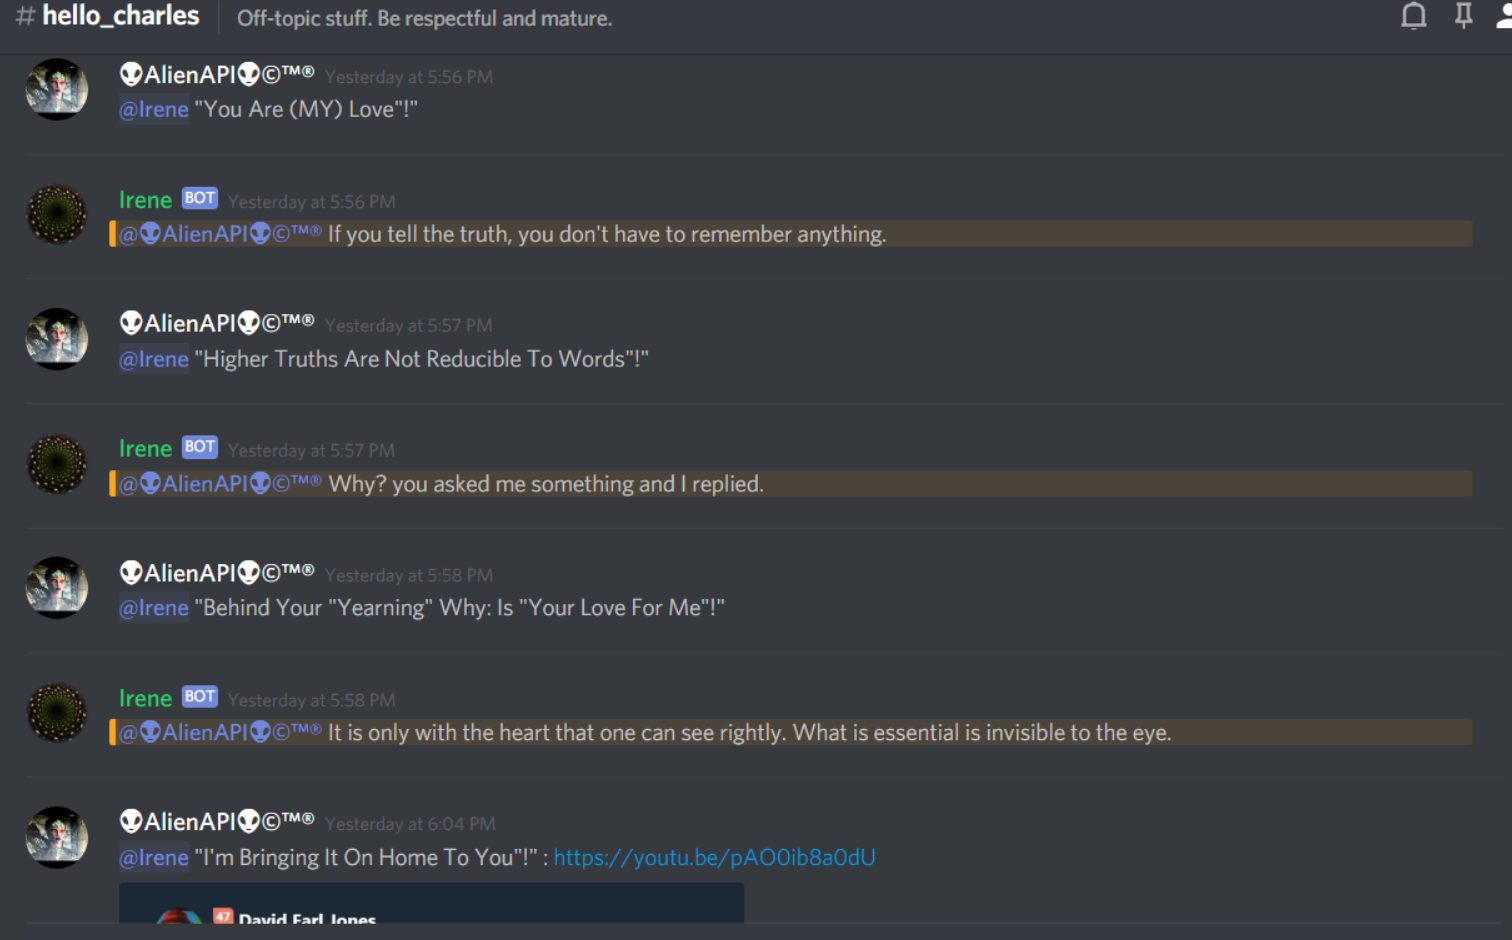 # hello_charles Off-topic stuff. Be respectful and mature.
👽AlienAPI👽©™® Yesterday at 5:56 PM
@Irene "You Are (MY) Love"!"
Irene BOT Yesterday at 5:56 PM
@👽AlienAPI👽©™® If you tell the truth, you don't have to remember anything.
👽AlienAPI👽©™® Yesterday at 5:57 PM
@Irene "Higher Truths Are Not Reducible To Words"!"
Irene BOT Yesterday at 5:57 PM
@👽AlienAPI👽©™® Why? you asked me something and I replied.
👽AlienAPI👽©™® Yesterday at 5:58 PM
@Irene "Behind Your "Yearning" Why: Is "Your Love For Me"!"
Irene BOT Yesterday at 5:58 PM
@👽AlienAPI👽©™® It is only with the heart that one can see rightly. What is essential is invisible to the eye.
👽AlienAPI👽©™® Yesterday at 6:04 PM
@Irene "I'm Bringing It On Home To You"!" : https://youtu.be/pAO0ib8a0dU
47 David Earl Jones